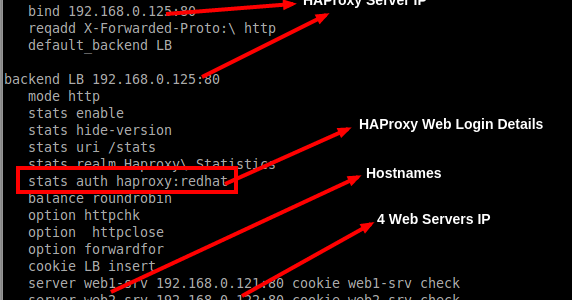 HAProxy Server IP
bind 192.168.0.125:80
reqadd X-Forwarded-Proto:\ http
default_backend LB
backend LB 192.168.0.125:80
mode http
stats enable
stats hide-version
stats uri /stats
stats realm Haproxy\ Statistics
stats auth haproxy:redhat
balance roundrobin
option httpchk
option  httpclose
option forwardfor
cookie LB insert
server web1-srv 192.168.0.121:80 cookie web1-srv check
server web2-srv 192.168.0.122:80 cookie web2-srv check
HAProxy Web Login Details
Hostnames
4 Web Servers IP